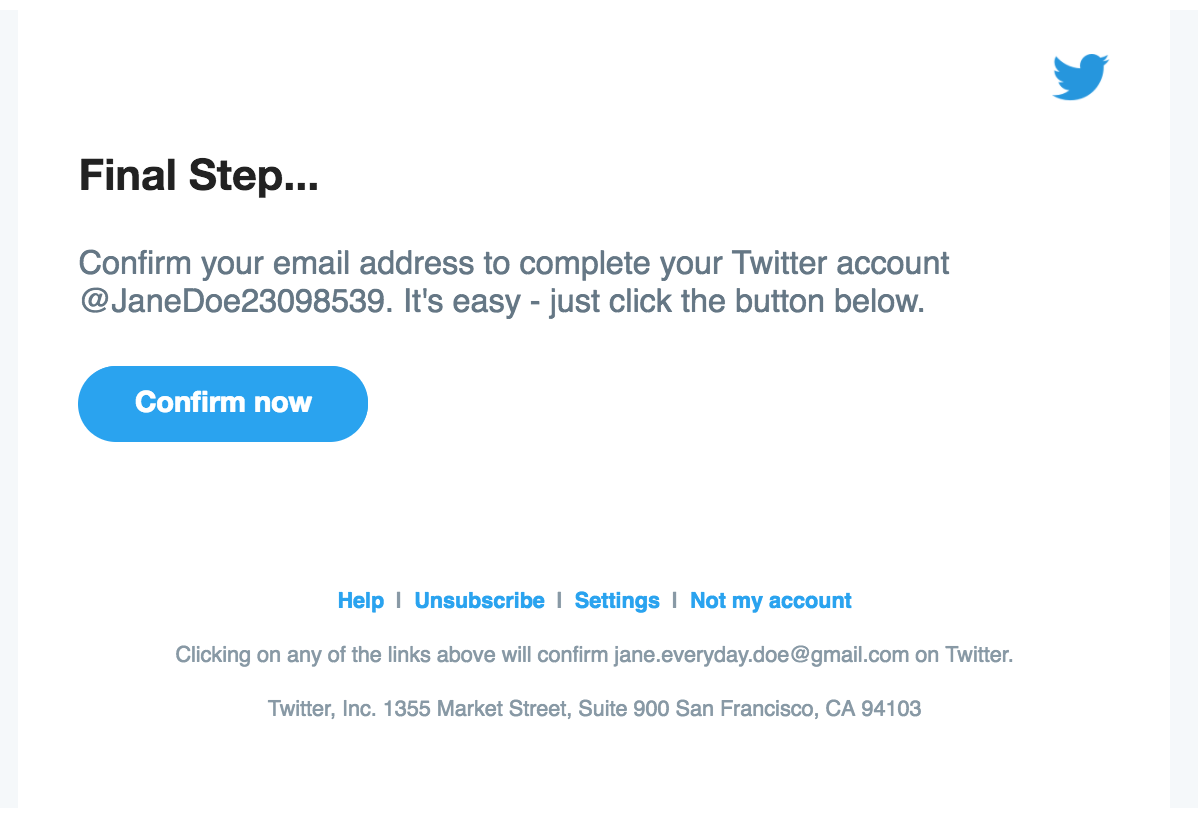 Final Step...
Confirm your email address to complete your Twitter account
@JaneDoe23098539. It's easy - just click the button below.
Confirm now
Help | Unsubscribe | Settings | Not my account
Clicking on any of the links above will confirm jane.everyday.doe@gmail.com on Twitter.
Twitter, Inc. 1355 Market Street, Suite 900 San Francisco, CA 94103